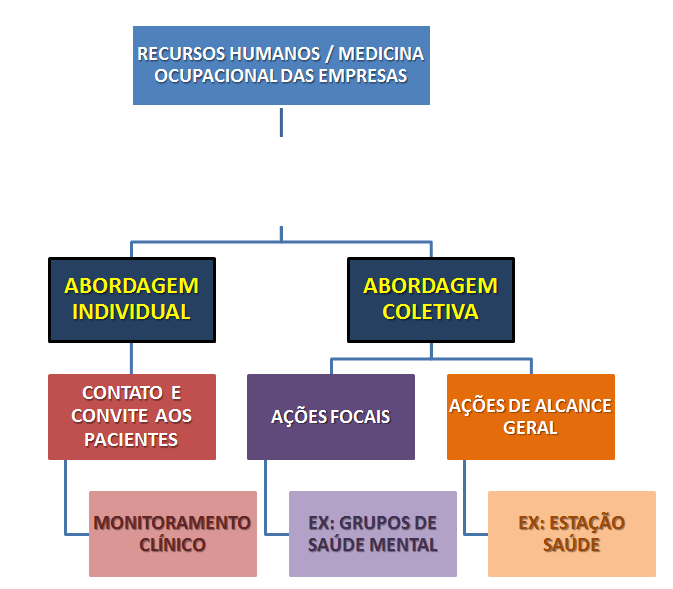 RECURSOS HUMANOS / MEDICINA
OCUPACIONAL DAS EMPRESAS
ABORDAGEM
INDIVIDUAL
ABORDAGEM
COLETIVA
CONTATO E
CONVITE AOS
PACIENTES
AÇÕES FOCAIS
AÇÕES DE ALCANCE
GERAL
MONITORAMENTO
CLÍNICO
EX: GRUPOS DE
SAÚDE MENTAL
EX: ESTAÇÃO
SAÚDE